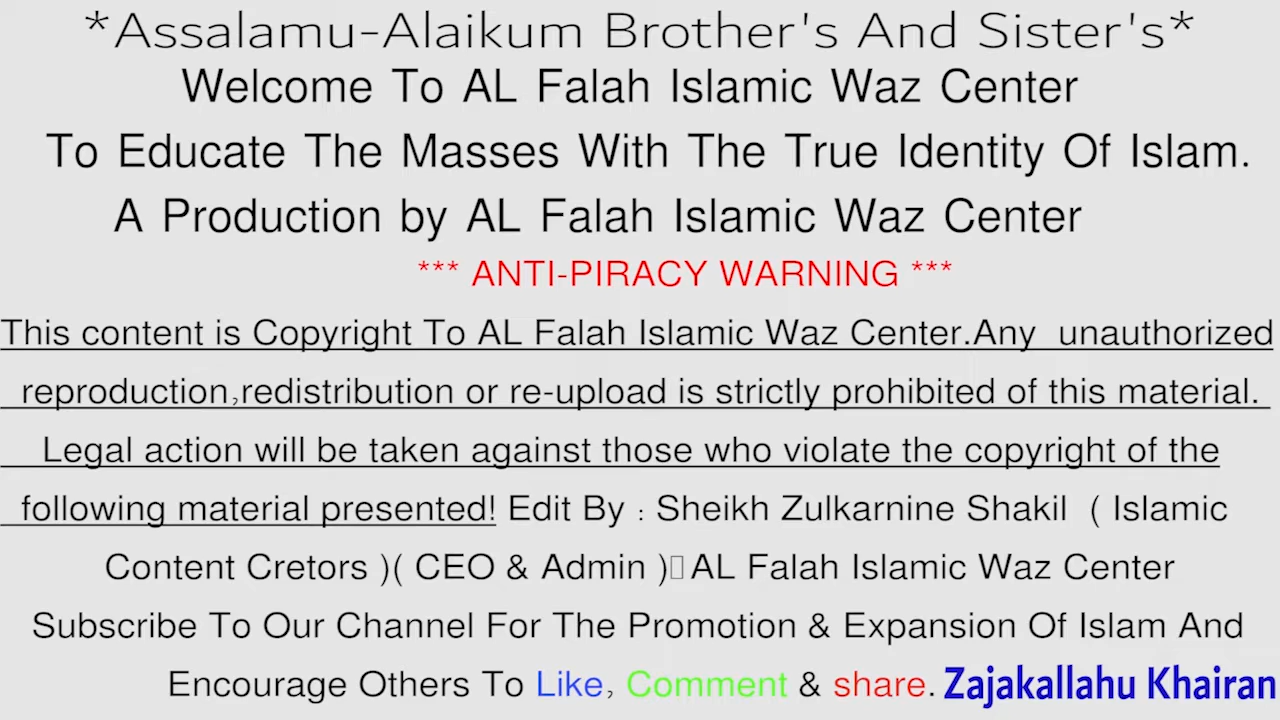 *Assalamu-Alaikum Brother's And Sister's*
Welcome To AL Falah Islamic Waz Center
To Educate The Masses With The True Identity Of Islam.
A Production by AL Falah Islamic Waz Center
*** ANTI-PIRACY WARNING ***
This content is Copyright To AL Falah Islamic Waz Center.Any  unauthorized
reproduction,redistribution or re-upload is strictly prohibited of this material.
Legal action will be taken against those who violate the copyright of the
following material presented! Edit By : Sheikh Zulkarnine Shakil  ( Islamic
Content Cretors )( CEO & Admin )▯AL Falah Islamic Waz Center
Subscribe To Our Channel For The Promotion & Expansion Of Islam And
Encourage Others To Like, Comment & share. Zajakallahu Khairan